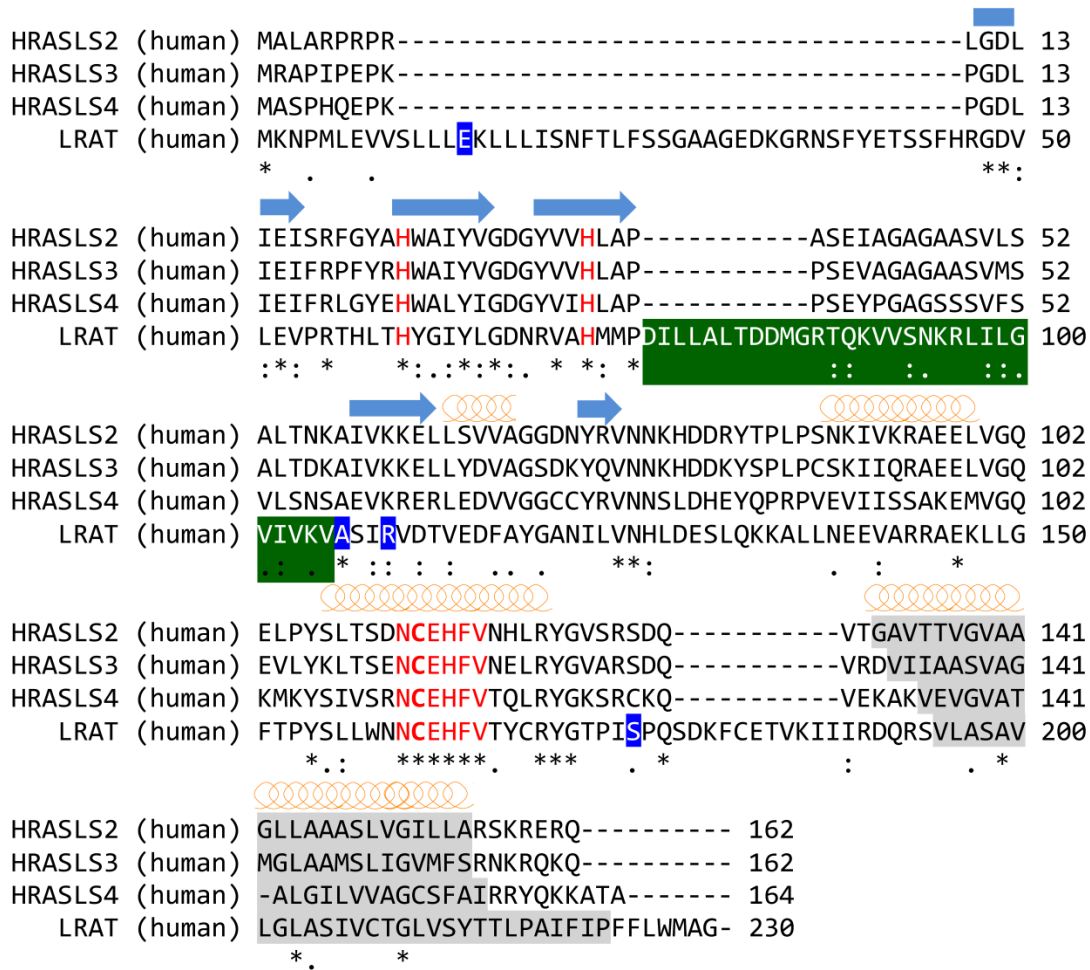 HRASLS2 (human) MALARPRPR-------------------------------------LGDL 13
HRASLS3 (human) MRAPIPEPK-------------------------------------PGDL 13
HRASLS4 (human) MASPHQEPK-------------------------------------PGDL 13
LRAT (human) MKNPMLEVVSLLLEKLLLISNFTLFSSGAAGEDKGRNSFYETSSFHRGDV 50
*  .   .                                       **:
HRASLS2 (human) IEISRFGYAHWAIYVGDGYVVHLAP-----------ASEIAGAGAASVLS 52
HRASLS3 (human) IEIFRPFYRHWAIYVGDGYVVHLAP-----------PSEVAGAGAASVMS 52
HRASLS4 (human) IEIFRLGYEHWALYIGDGYVIHLAP-----------PSEYPGAGSSSVFS 52
LRAT (human) LEVPRTHLTHYGIYLGDNRVAHMMPDILLALTDDMGRTQKVVSNKRLILG 100
:*: *    *:.:*:*:. * *: *            ::   :.   ::.
HRASLS2 (human) ALTNKAIVKKELLSVVAGGDNYRVNNKHDDRYTPLPSNKIVKRAEELVGQ 102
HRASLS3 (human) ALTDKAIVKKELLYDVAGSDKYQVNNKHDDKYSPLPCSKIIQRAEELVGQ 102
HRASLS4 (human) VLSNSAEVKRERLEDVVGGCCYRVNNSLDHEYQPRPVEVIISSAKEMVGQ 102
LRAT (human) VIVKVASIRVDTVEDFAYGANILVNHLDESLQKKALNEEVARRAEKLLG 150
.: . * :: : :  .. .    **:            .  :    *
HRASLS2 (human) ELPYSLTSDNCEHFVNHLRYGVSRSDQ-----------VTGAVTTVGVAA 141
HRASLS3 (human) EVLYKLTSENCEHFVNELRYGVARSDQ-----------VRDVIIAASVAG 141
HRASLS4 (human) KMKYSIVSRNCEHFVTQLRYGKSRCKQ-----------VEKAKVEVGVAT 141
LRAT (human) FTPYSLLWNNCEHFVTYCRYGTPISPQSDKFCETVKIIIRDQRSVLASAV 200
*.:   ******.  ***   . *           :       . *
HRASLS2 (human) GLLAAASLVGILLARSKRERQ---------- 162
HRASLS3 (human) MGLAAMSLIGVMFSRNKRQKQ---------- 162
HRASLS4 (human) -ALGILVVAGCSFAIRRYQKKATA------- 164
LRAT (human) LGLASIVCTGLVSYTTLPAIFIPFFLWMAG- 230
*.     *